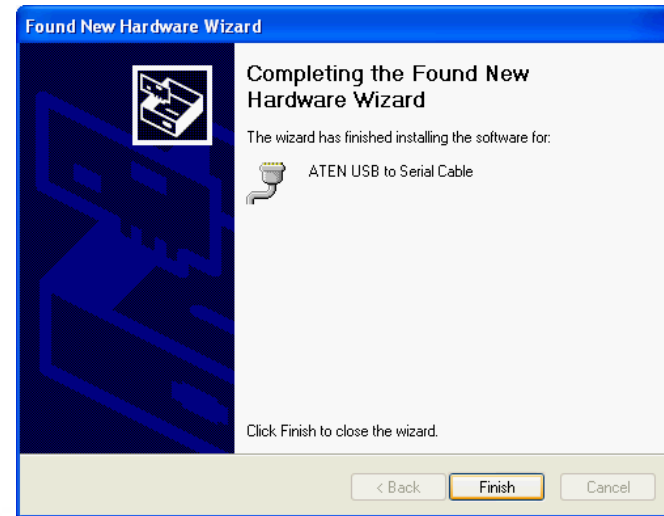 Found New Hardware Wizard
Completing the Found New
Hardware Wizard
The wizard has finished installing the software for:
ATEN USB to Serial Cable
Click Finish to close the wizard.
< Back
Finish
Cancel